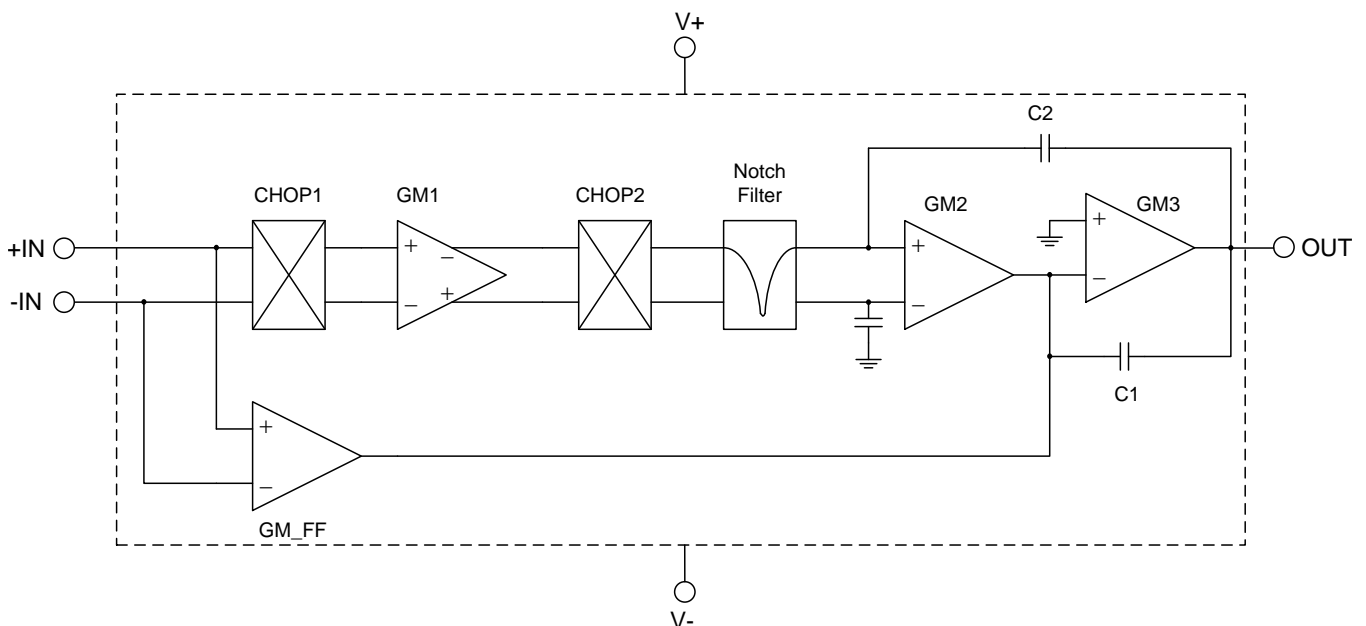 V+
C2
Notch
Filter
CHOP1
GM1
CHOP2
GM2
GM3
+IN
-IN
OUT
C1
GM_FF
V-